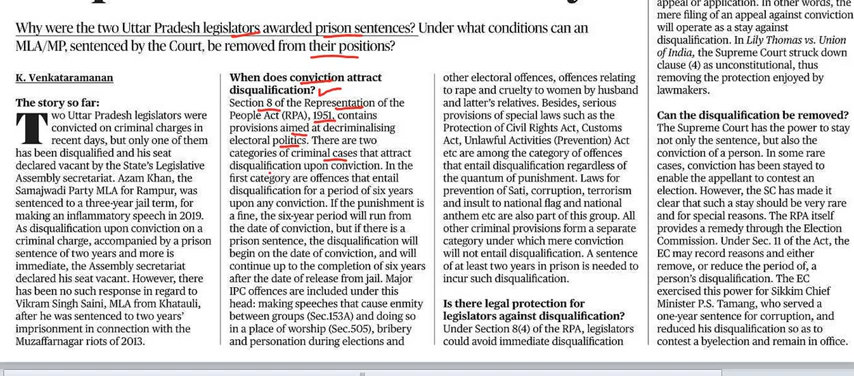 Why were the two Uttar Pradesh legislators awarded prison sentences? Under what conditions can an
MLA/MP, sentenced by the Court, be removed from their positions?
K. Venkataramanan
The story so far:
Two Uttar Pradesh legislators were
convicted on criminal charges in
recent days, but only one of them
has been disqualified and his seat
declared vacant by the State's Legislative
Assembly secretariat. Azam Khan, the
Samajwadi Party MLA for Rampur, was
sentenced to a three-year jail term, for
making an inflammatory speech in 2019.
As disqualification upon conviction on a
criminal charge, accompanied by a prison
sentence of two years and more is
immediate, the Assembly secretariat
declared his seat vacant. However, there
has been no such response in regard to
Vikram Singh Saini, MLA from Khatauli,
after he was sentenced to two years'
imprisonment in connection with the
Muzaffarnagar riots of 2013.
When does conviction attract
disqualification?
Section 8 of the Representation of the
People Act (RPA), 1951, contains
provisions aimed at decriminalising
electoral politics. There are two
categories of criminal cases that attract
disqualification upon conviction. In the
first category are offences that entail
disqualification for a period of six years
upon any conviction. If the punishment is
a fine, the six-year period will run from
the date of conviction, but if there is a
prison sentence, the disqualification will
begin on the date of conviction, and will
continue up to the completion of six years
after the date of release from jail. Major
IPC offences are included under this
head: making speeches that cause enmity
between groups (Sec.153A) and doing so
in a place of worship (Sec.505), bribery
and personation during elections and
other electoral offences, offences relating
to rape and cruelty to women by husband
and latter's relatives. Besides, serious
provisions of special laws such as the
Protection of Civil Rights Act, Customs
Act, Unlawful Activities (Prevention) Act
etc are among the category of offences
that entail disqualification regardless of
the quantum of punishment. Laws for
prevention of Sati, corruption, terrorism
and insult to national flag and national
anthem etc are also part of this group. All
other criminal provisions form a separate
category under which mere conviction
will not entail disqualification. A sentence
of at least two years in prison is needed to
incur such disqualification.
Is there legal protection for
legislators against disqualification?
Under Section 8(4) of the RPA, legislators
could avoid immediate disqualification
appeal or application. In other words, the
mere filing of an appeal against conviction
will operate as a stay against
disqualification. In Lily Thomas vs. Union
of India, the Supreme Court struck down
clause (4) as unconstitutional, thus
removing the protection enjoyed by
lawmakers.
Can the disqualification be removed?
The Supreme Court has the power to stay
not only the sentence, but also the
conviction of a person. In some rare
cases, conviction has been stayed to
enable the appellant to contest an
election. However, the SC has made it
clear that such a stay should be very rare
and for special reasons. The RPA itself
provides a remedy through the Election
Commission. Under Sec. 11 of the Act, the
EC may record reasons and either
remove, or reduce the period of, a
person's disqualification. The EC
exercised this power for Sikkim Chief
Minister P.S. Tamang, who served a
one-year sentence for corruption, and
reduced his disqualification so as to
contest a byelection and remain in office.